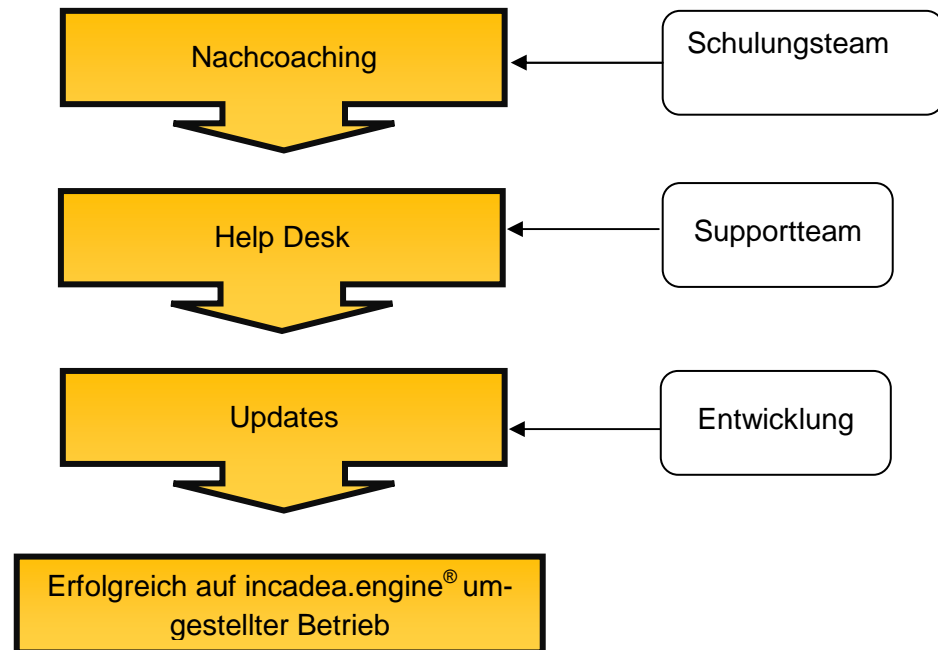 Nachcoaching
Schulungsteam
Help Desk
Supportteam
Updates
Entwicklung
Erfolgreich auf incadea.engine® um-
gestellter Betrieb